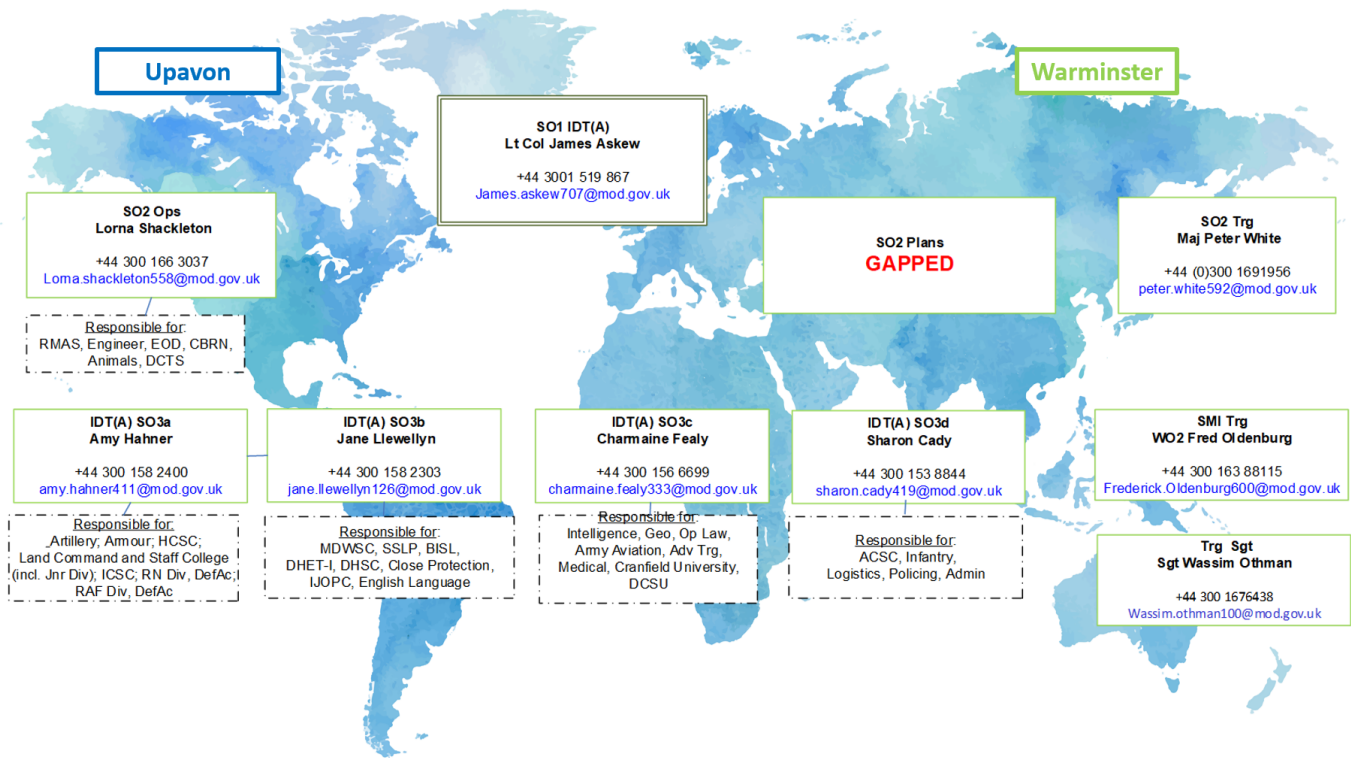 Upavon
Warminster
SO1 IDT(A)
Lt Col James Askew
+44 3001 519 867
James.askew707@mod.gov.uk
SO2 Ops
Lorna Shackleton
+44 300 166 3037
Lorna.shackleton558@mod.gov.uk
Responsible for:
RMAS, Engineer, EOD, CBRN,
Animals, DCTS
SO2 Plans
GAPPED
SO2 Trg
Maj Peter White
+44 (0)300 1691956
peter.white592@mod.gov.uk
IDT(A) SO3a
Amy Hahner
+44 300 158 2400
amy.hahner411@mod.gov.uk
Responsible for:
Artillery; Armour; HCSC;
Land Command and Staff College
(incl. Jnr Div); ICSC; RN Div, DefAc;
RAF Div, DefAc
IDT(A) SO3b
Jane Llewellyn
+44 300 158 2303
jane.llewellyn126@mod.gov.uk
Responsible for:
MDWSC, SSLP, BISL,
DHET-I, DHSC, Close Protection,
IJOPC, English Language
IDT(A) SO3c
Charmaine Fealy
+44 300 156 6699
charmaine.fealy333@mod.gov.uk
Responsible for:
Intelligence, Geo, Op Law,
Army Aviation, Adv Trg,
Medical, Cranfield University,
DCSU
IDT(A) SO3d
Sharon Cady
+44 300 153 8844
sharon.cady419@mod.gov.uk
Responsible for:
ACSC, Infantry,
Logistics, Policing, Admin
SMI Trg
WO2 Fred Oldenburg
+44 300 163 88115
Frederick.Oldenburg600@mod.gov.uk
Trg Sgt
Sgt Wassim Othman
+44 300 1676438
Wassim.othman100@mod.gov.uk